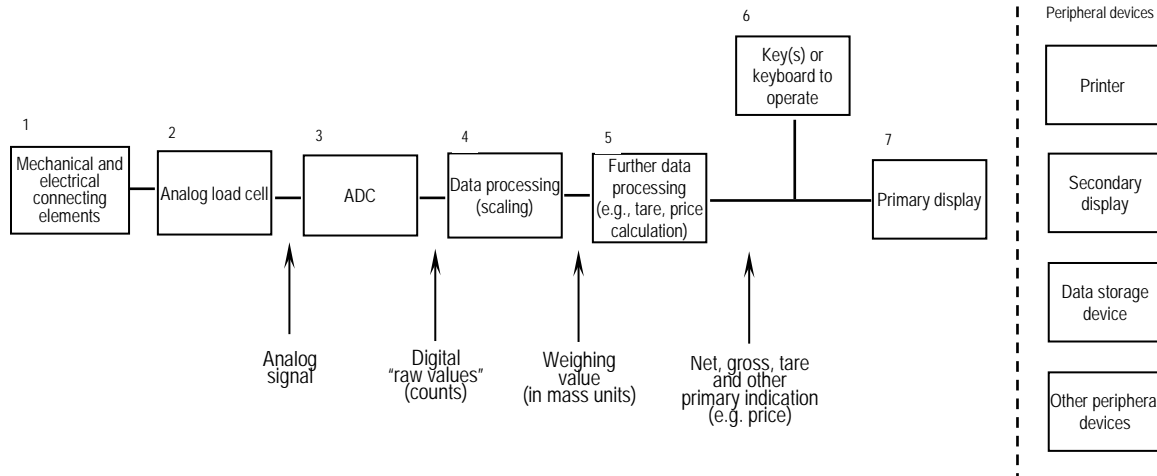 6
Peripheral devices
Key(s) or
keyboard to
operate
Printer
1
2
3
4
5
7
Mechanical and
electrical
connecting
elements
Analog load cell
ADC
Data processing
(scaling)
Further data
processing
(e.g., tare, price
calculation)
Primary display
Secondary
display
Data storage
device
Analog
signal
Digital
"raw values"
(counts)
Weighing
value
(in mass units)
Net, gross, tare
and other
primary indication
(e.g. price)
Other periphera
devices